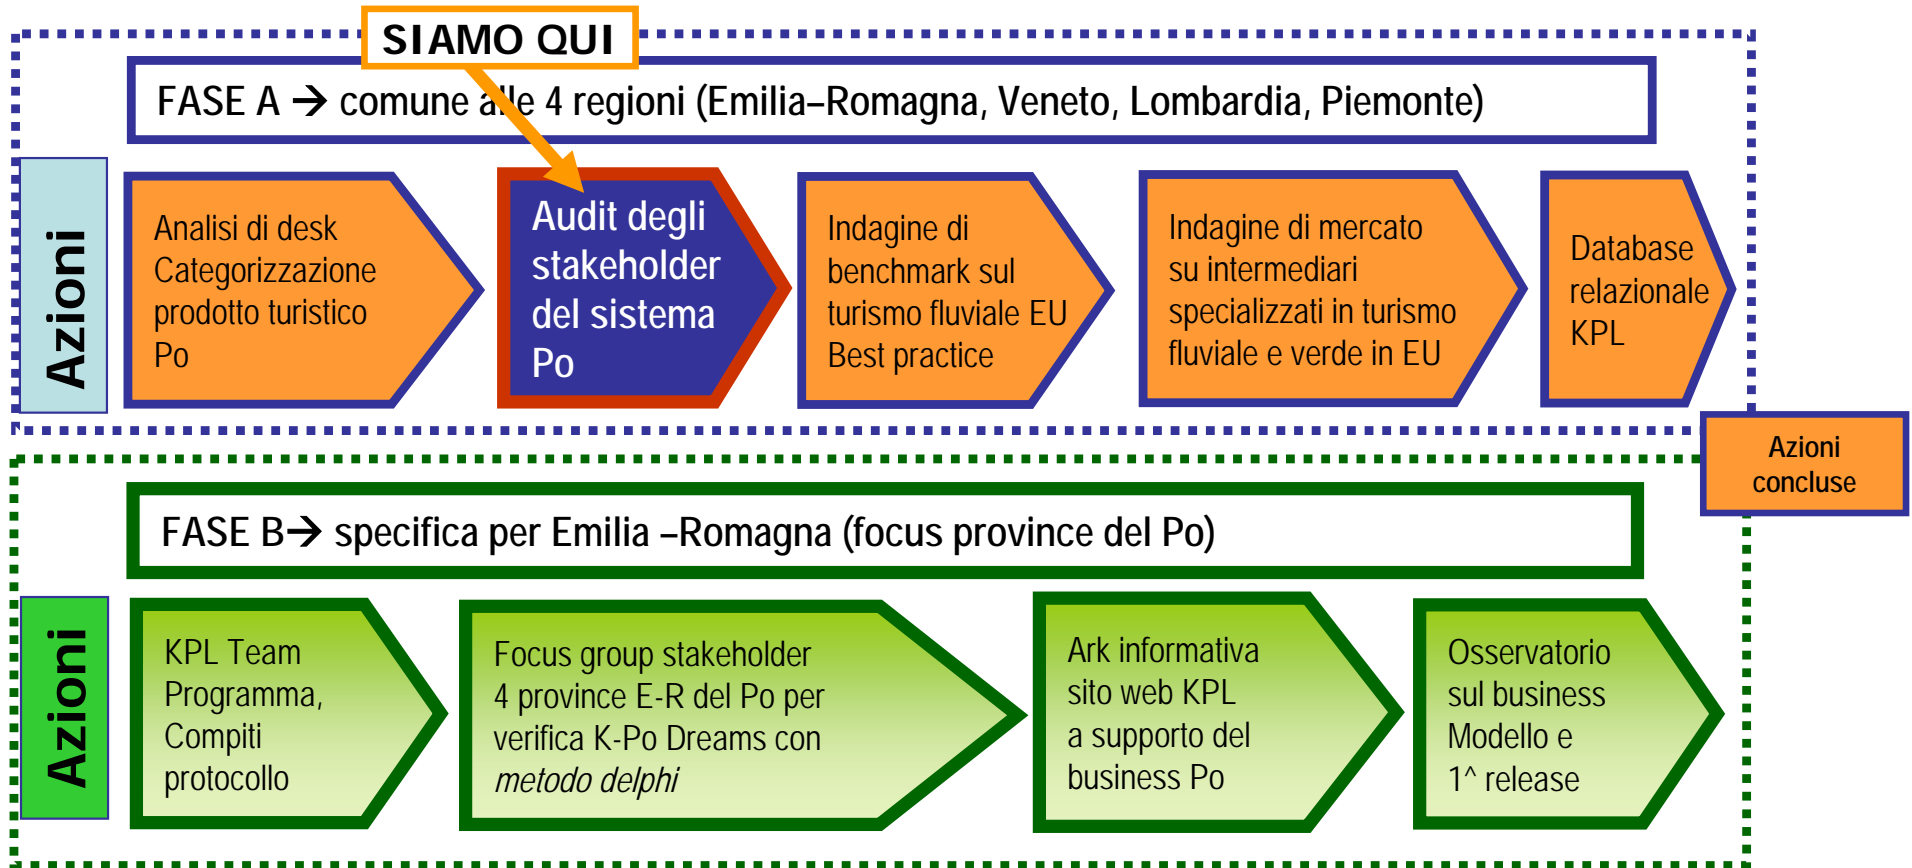 SIAMO QUI
FASE A → comune alle 4 regioni (Emilia–Romagna, Veneto, Lombardia, Piemonte)
Azioni
Analisi di desk
Categorizzazione
prodotto turistico
Po
Audit degli
stakeholder
del sistema
Po
Indagine di
benchmark sul
turismo fluviale EU
Best practice
Indagine di mercato
su intermediari
specializzati in turismo
fluviale e verde in EU
Database
relazionale
KPL
Azioni
concluse
FASE B→ specifica per Emilia –Romagna (focus province del Po)
Azioni
KPL Team
Programma,
Compiti
protocollo
Focus group stakeholder
4 province E-R del Po per
verifica K-Po Dreams con
metodo delphi
Ark informativa
sito web KPL
a supporto del
business Po
Osservatorio
sul business
Modello e
1^ release